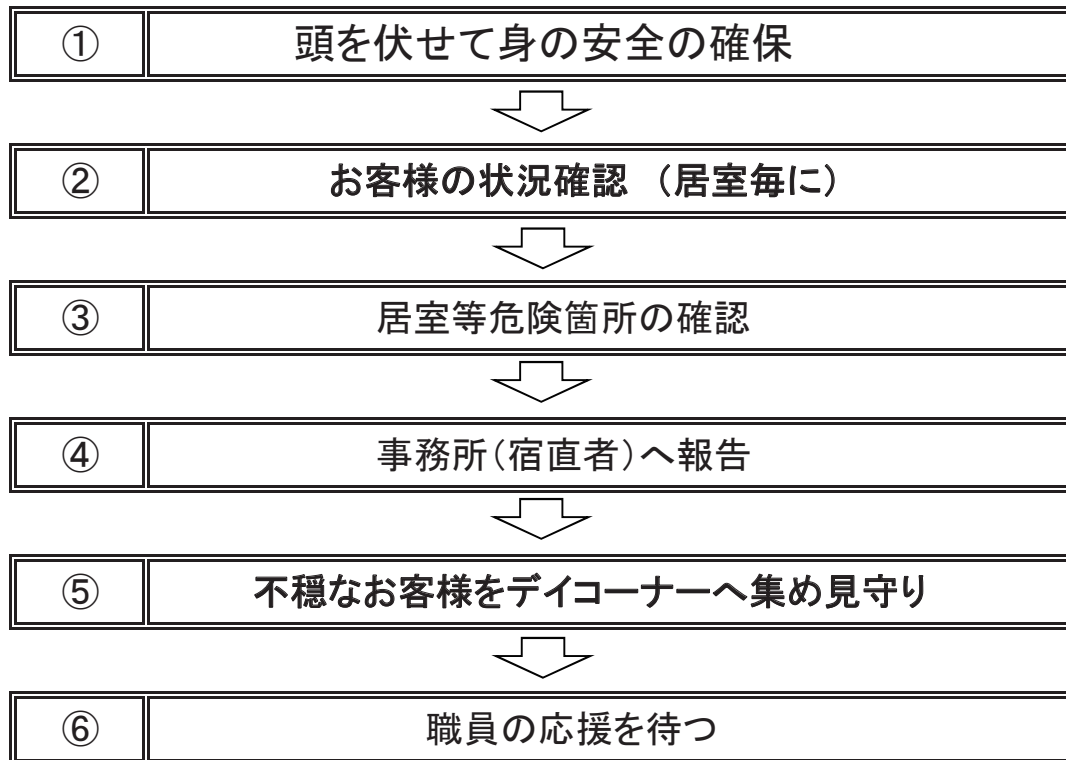 ① 頭を伏せて身の安全の確保
② お客様の状況確認 （居室毎に）
③ 居室等危険箇所の確認
④ 事務所（宿直者）へ報告
⑤ 不穏なお客様をデイコーナーへ集め見守り
⑥ 職員の応援を待つ